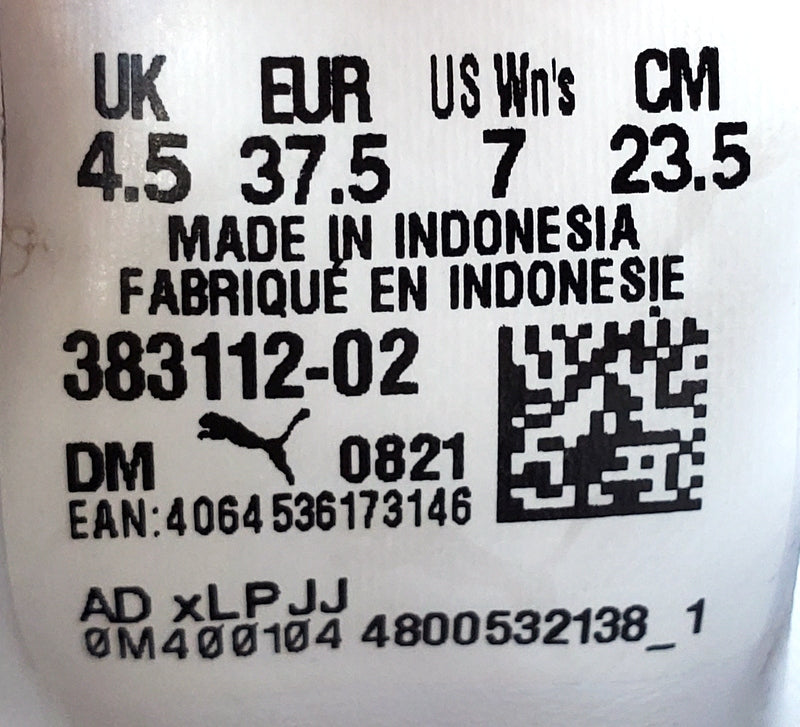 UK EUR US Wn's CM
4.5 37.5 7 23.5
MADE IN INDONESIA
FABRIQUÉ EN INDONESIE
383112-02
DM 0821
EAN:4064536173146
AD xLPJJ
0M400104 4800532138_1